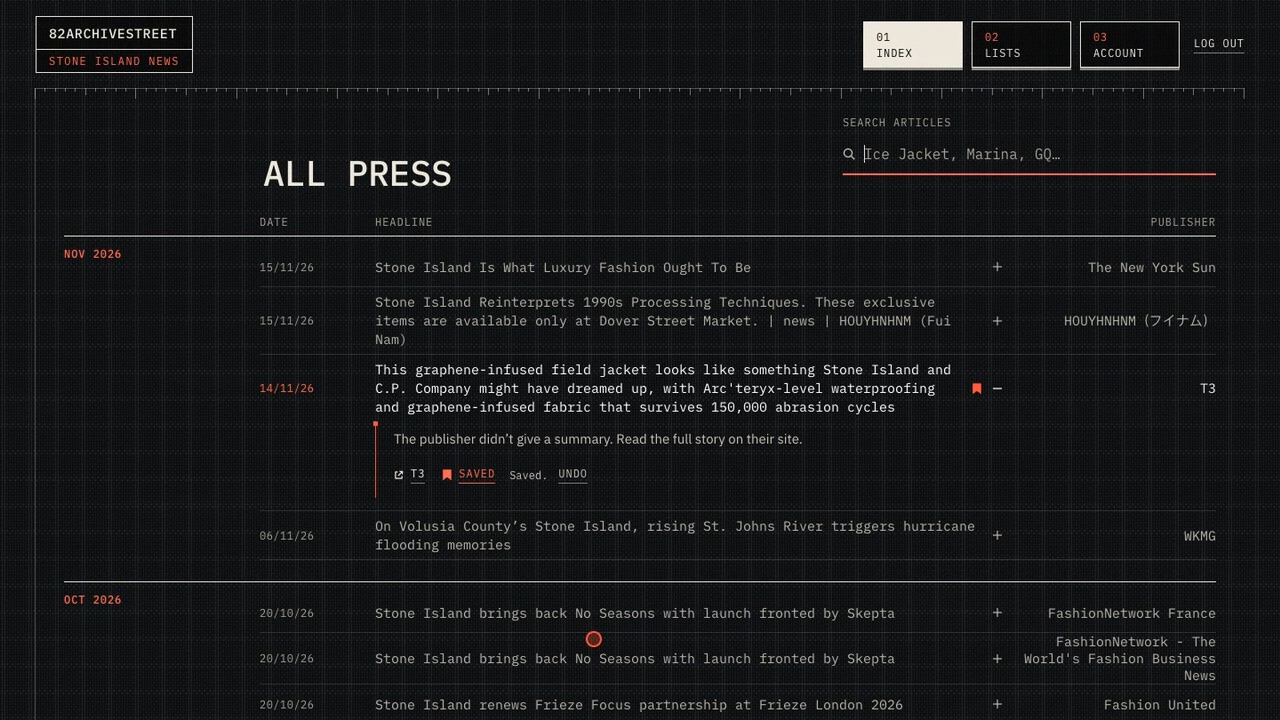 82ARCHIVESTREET
STONE ISLAND NEWS
01
INDEX
02
LISTS
03
ACCOUNT
LOG OUT
SEARCH ARTICLES
Ice Jacket, Marina, GQ…
ALL PRESS
DATE
HEADLINE
PUBLISHER
NOV 2026
15/11/26
Stone Island Is What Luxury Fashion Ought To Be
+
The New York Sun
15/11/26
Stone Island Reinterprets 1990s Processing Techniques. These exclusive
items are available only at Dover Street Market. | news | HOUYHNHNM (Fui
Nam)
+
HOUYHNHNM (フイナム)
14/11/26
This graphene-infused field jacket looks like something Stone Island and
C.P. Company might have dreamed up, with Arc'teryx-level waterproofing
and graphene-infused fabric that survives 150,000 abrasion cycles
−
T3
The publisher didn’t give a summary. Read the full story on their site.
T3
SAVED
Saved.
UNDO
06/11/26
On Volusia County’s Stone Island, rising St. Johns River triggers hurricane
flooding memories
+
WKMG
OCT 2026
20/10/26
Stone Island brings back No Seasons with launch fronted by Skepta
+
FashionNetwork France
20/10/26
Stone Island brings back No Seasons with launch fronted by Skepta
+
FashionNetwork - The
World's Fashion Business
News
20/10/26
Stone Island renews Frieze Focus partnership at Frieze London 2026
+
Fashion United